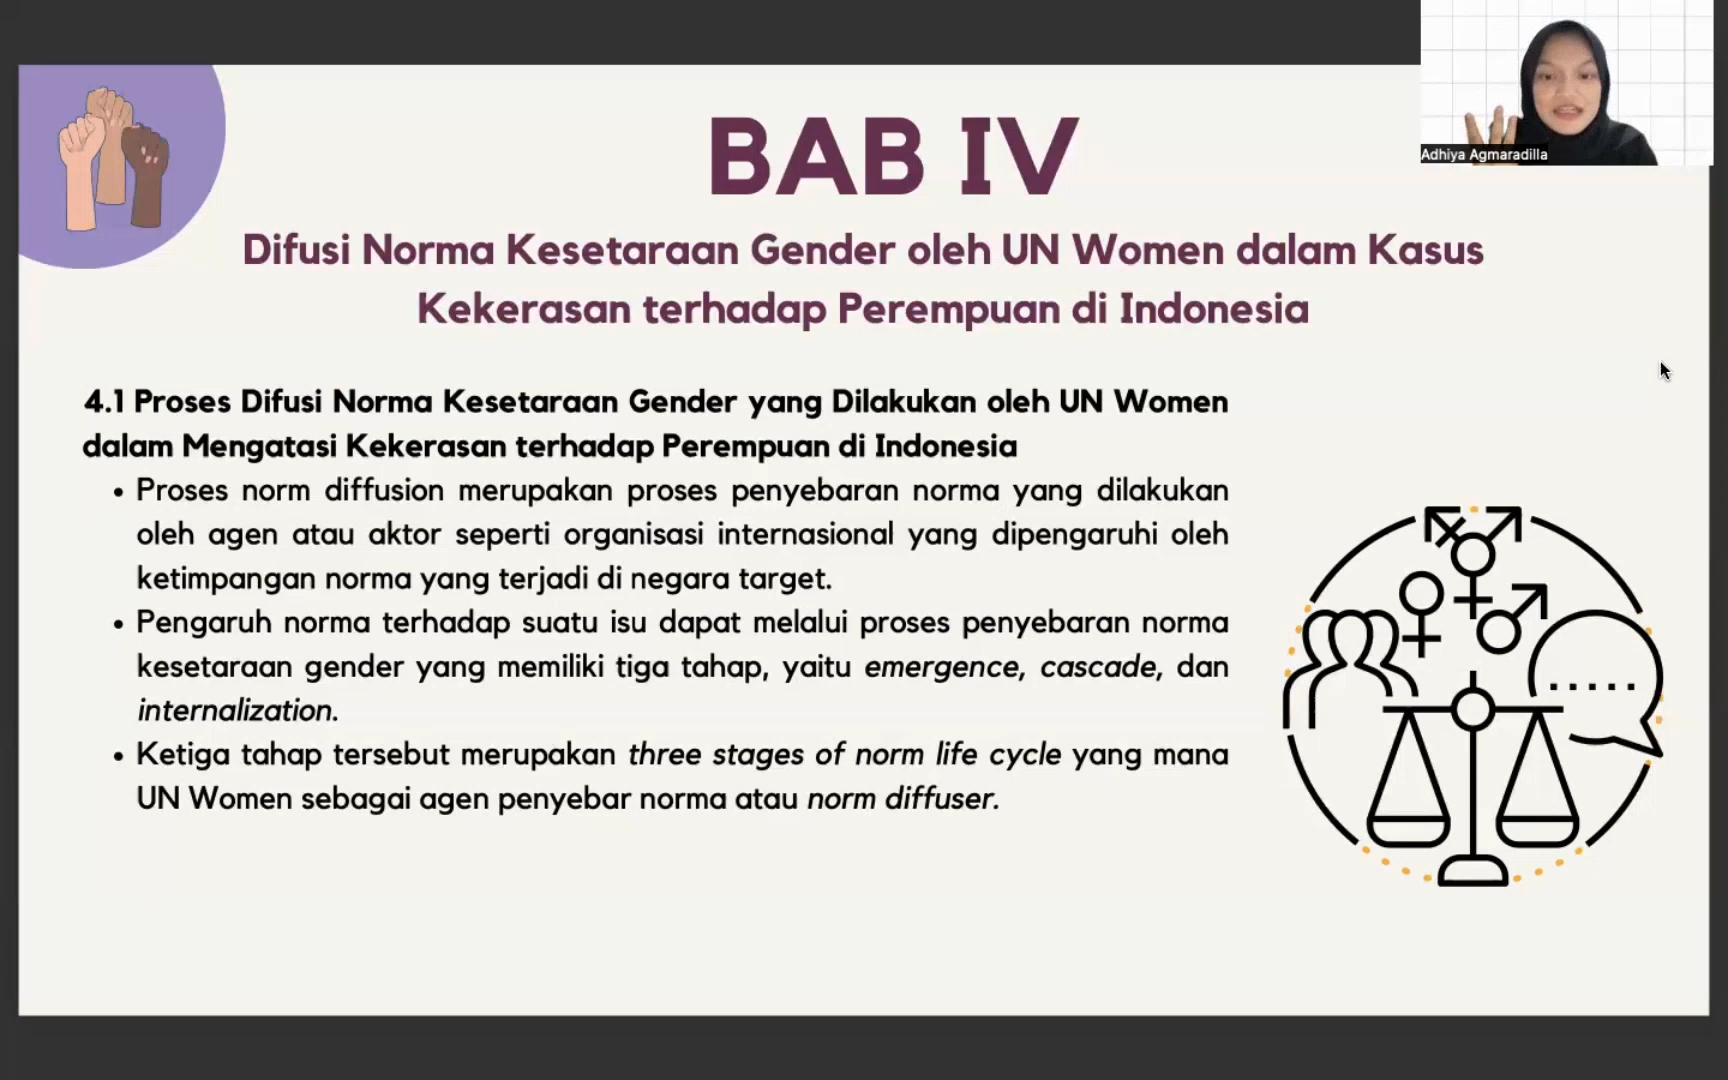 Adhiya Agmaradilla
BAB IV
Difusi Norma Kesetaraan Gender oleh UN Women dalam Kasus
Kekerasan terhadap Perempuan di Indonesia
4.1 Proses Difusi Norma Kesetaraan Gender yang Dilakukan oleh UN Women
dalam Mengatasi Kekerasan terhadap Perempuan di Indonesia
• Proses norm diffusion merupakan proses penyebaran norma yang dilakukan
oleh agen atau aktor seperti organisasi internasional yang dipengaruhi oleh
ketimpangan norma yang terjadi di negara target.
• Pengaruh norma terhadap suatu isu dapat melalui proses penyebaran norma
kesetaraan gender yang memiliki tiga tahap, yaitu emergence, cascade, dan
internalization.
• Ketiga tahap tersebut merupakan three stages of norm life cycle yang mana
UN Women sebagai agen penyebar norma atau norm diffuser.